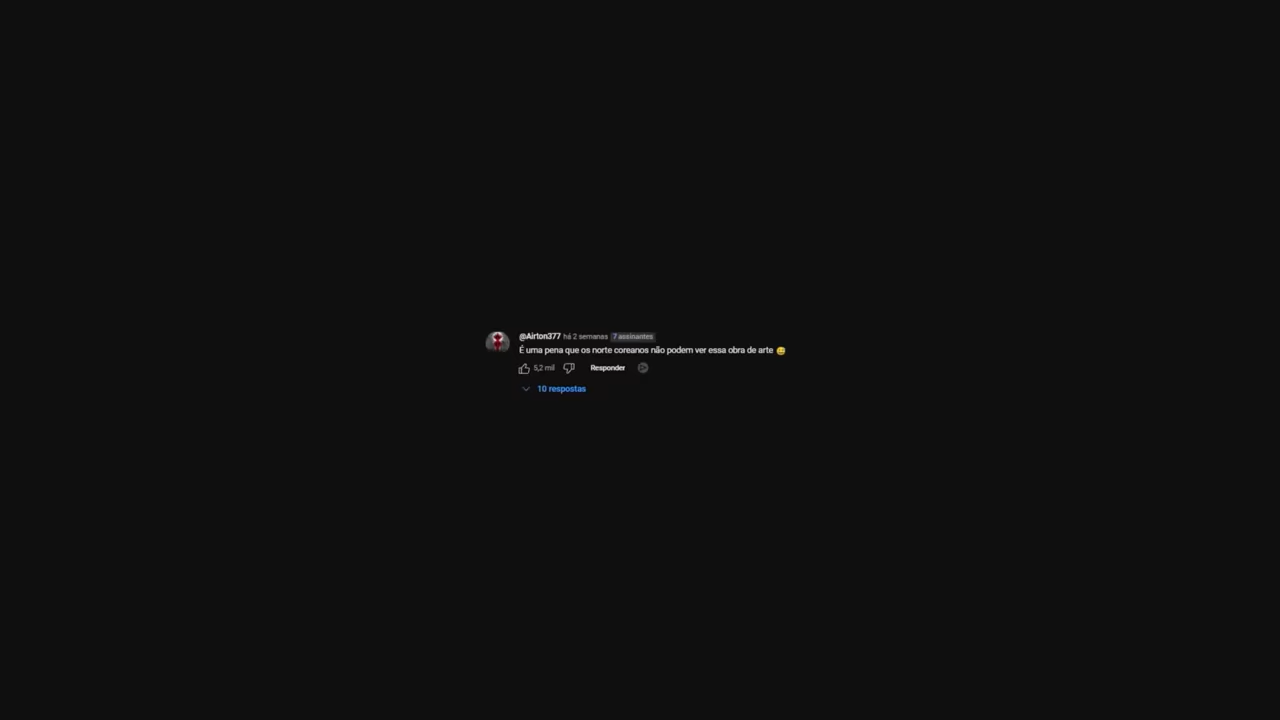 @Airton377 há 2 semanas 7 assinantes
É uma pena que os norte coreanos não podem ver essa obra de arte 😅
5,2 mil Responder
10 respostas